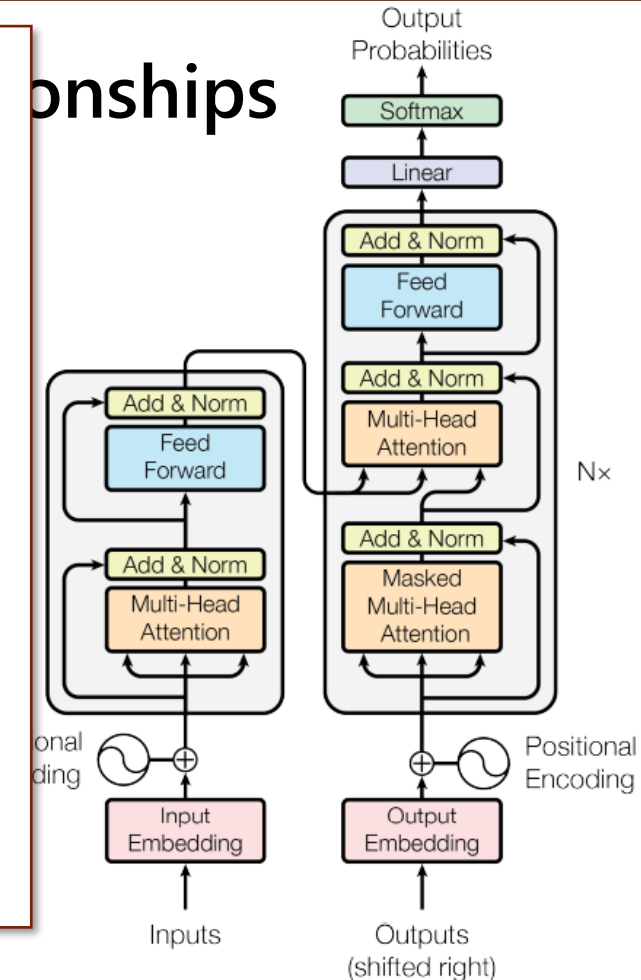 onships
Output
Probabilities
Softmax
Linear
Add & Norm
Feed
Forward
Add & Norm
Multi-Head
Attention
Nx
Add & Norm
Masked
Multi-Head
Attention
Positional
Encoding
Output
Embedding
Outputs
(shifted right)
Add & Norm
Feed
Forward
Add & Norm
Multi-Head
Attention
onal
ding
Input
Embedding
Inputs